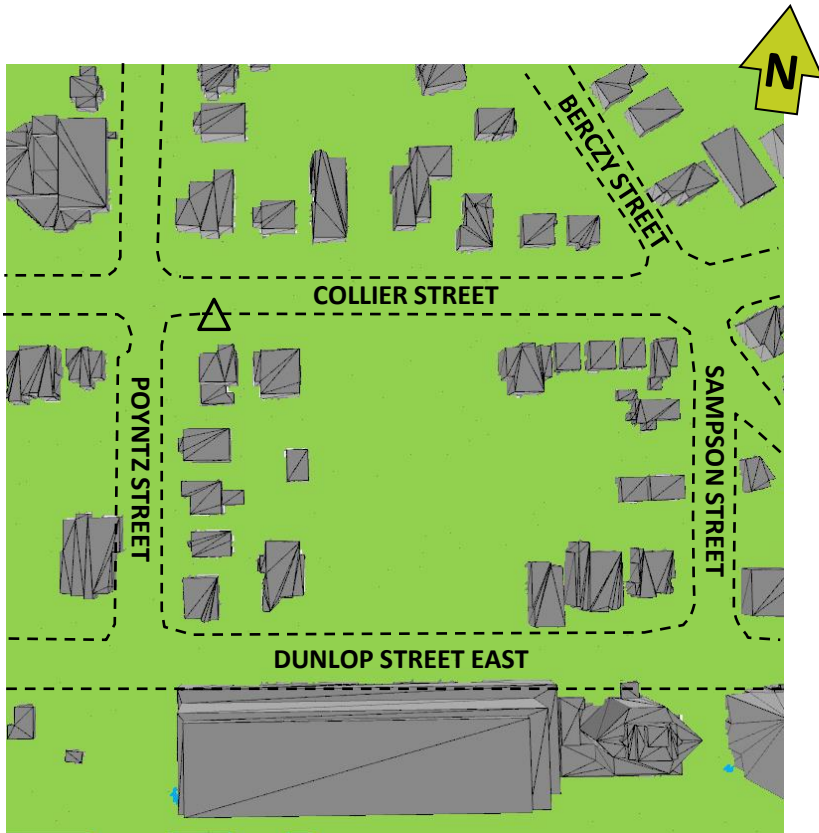 N
BERCZY STREET
COLLIER STREET
POYNTZ STREET
SAMPSON STREET
DUNLOP STREET EAST